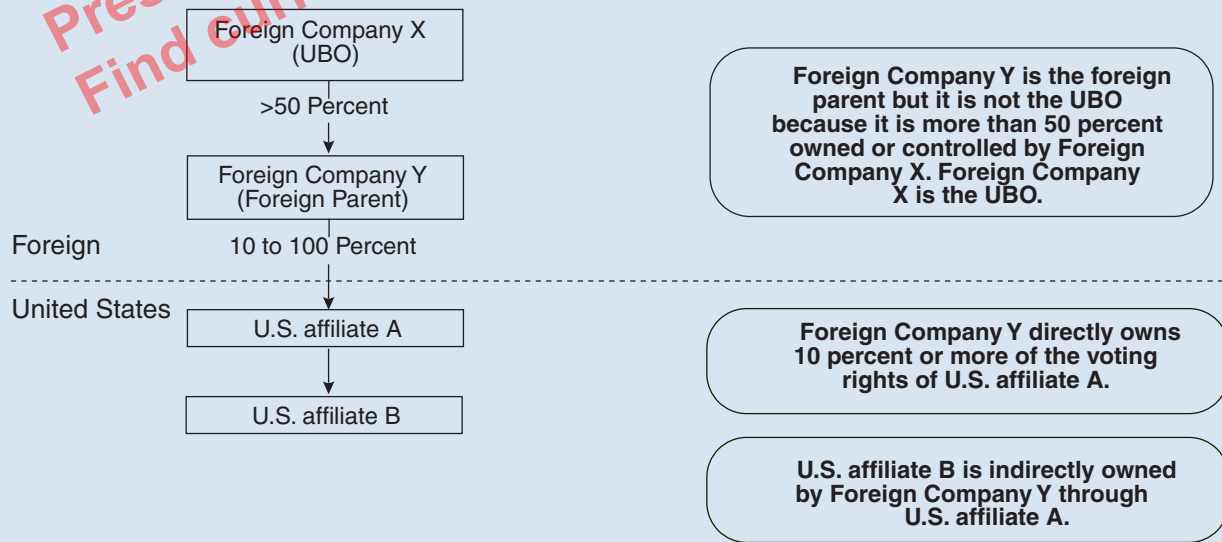 Foreign Company X
(UBO)
>50 Percent
Foreign Company Y
(Foreign Parent)
Foreign
10 to 100 Percent
United States
U.S. affiliate A
U.S. affiliate B
Foreign Company Y is the foreign
parent but it is not the UBO
because it is more than 50 percent
owned or controlled by Foreign
Company X. Foreign Company
X is the UBO.
Foreign Company Y directly owns
10 percent or more of the voting
rights of U.S. affiliate A.
U.S. affiliate B is indirectly owned
by Foreign Company Y through
U.S. affiliate A.
Find